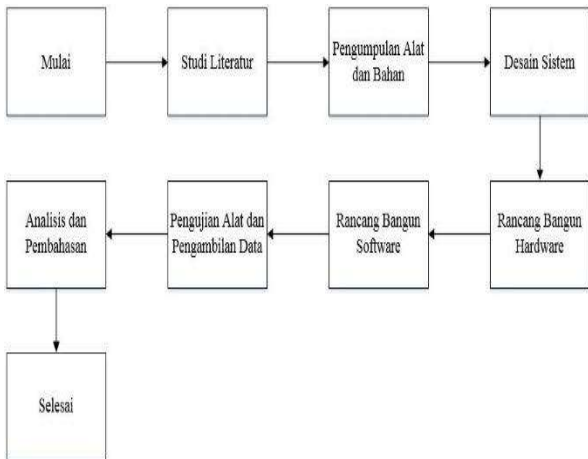 Mulai
Studi Literatur
Pengumpulan Alat
dan Bahan
Desain Sistem
Rancang Bangun
Hardware
Rancang Bangun
Software
Pengujian Alat dan
Pengambilan Data
Analisis dan
Pembahasan
Selesai